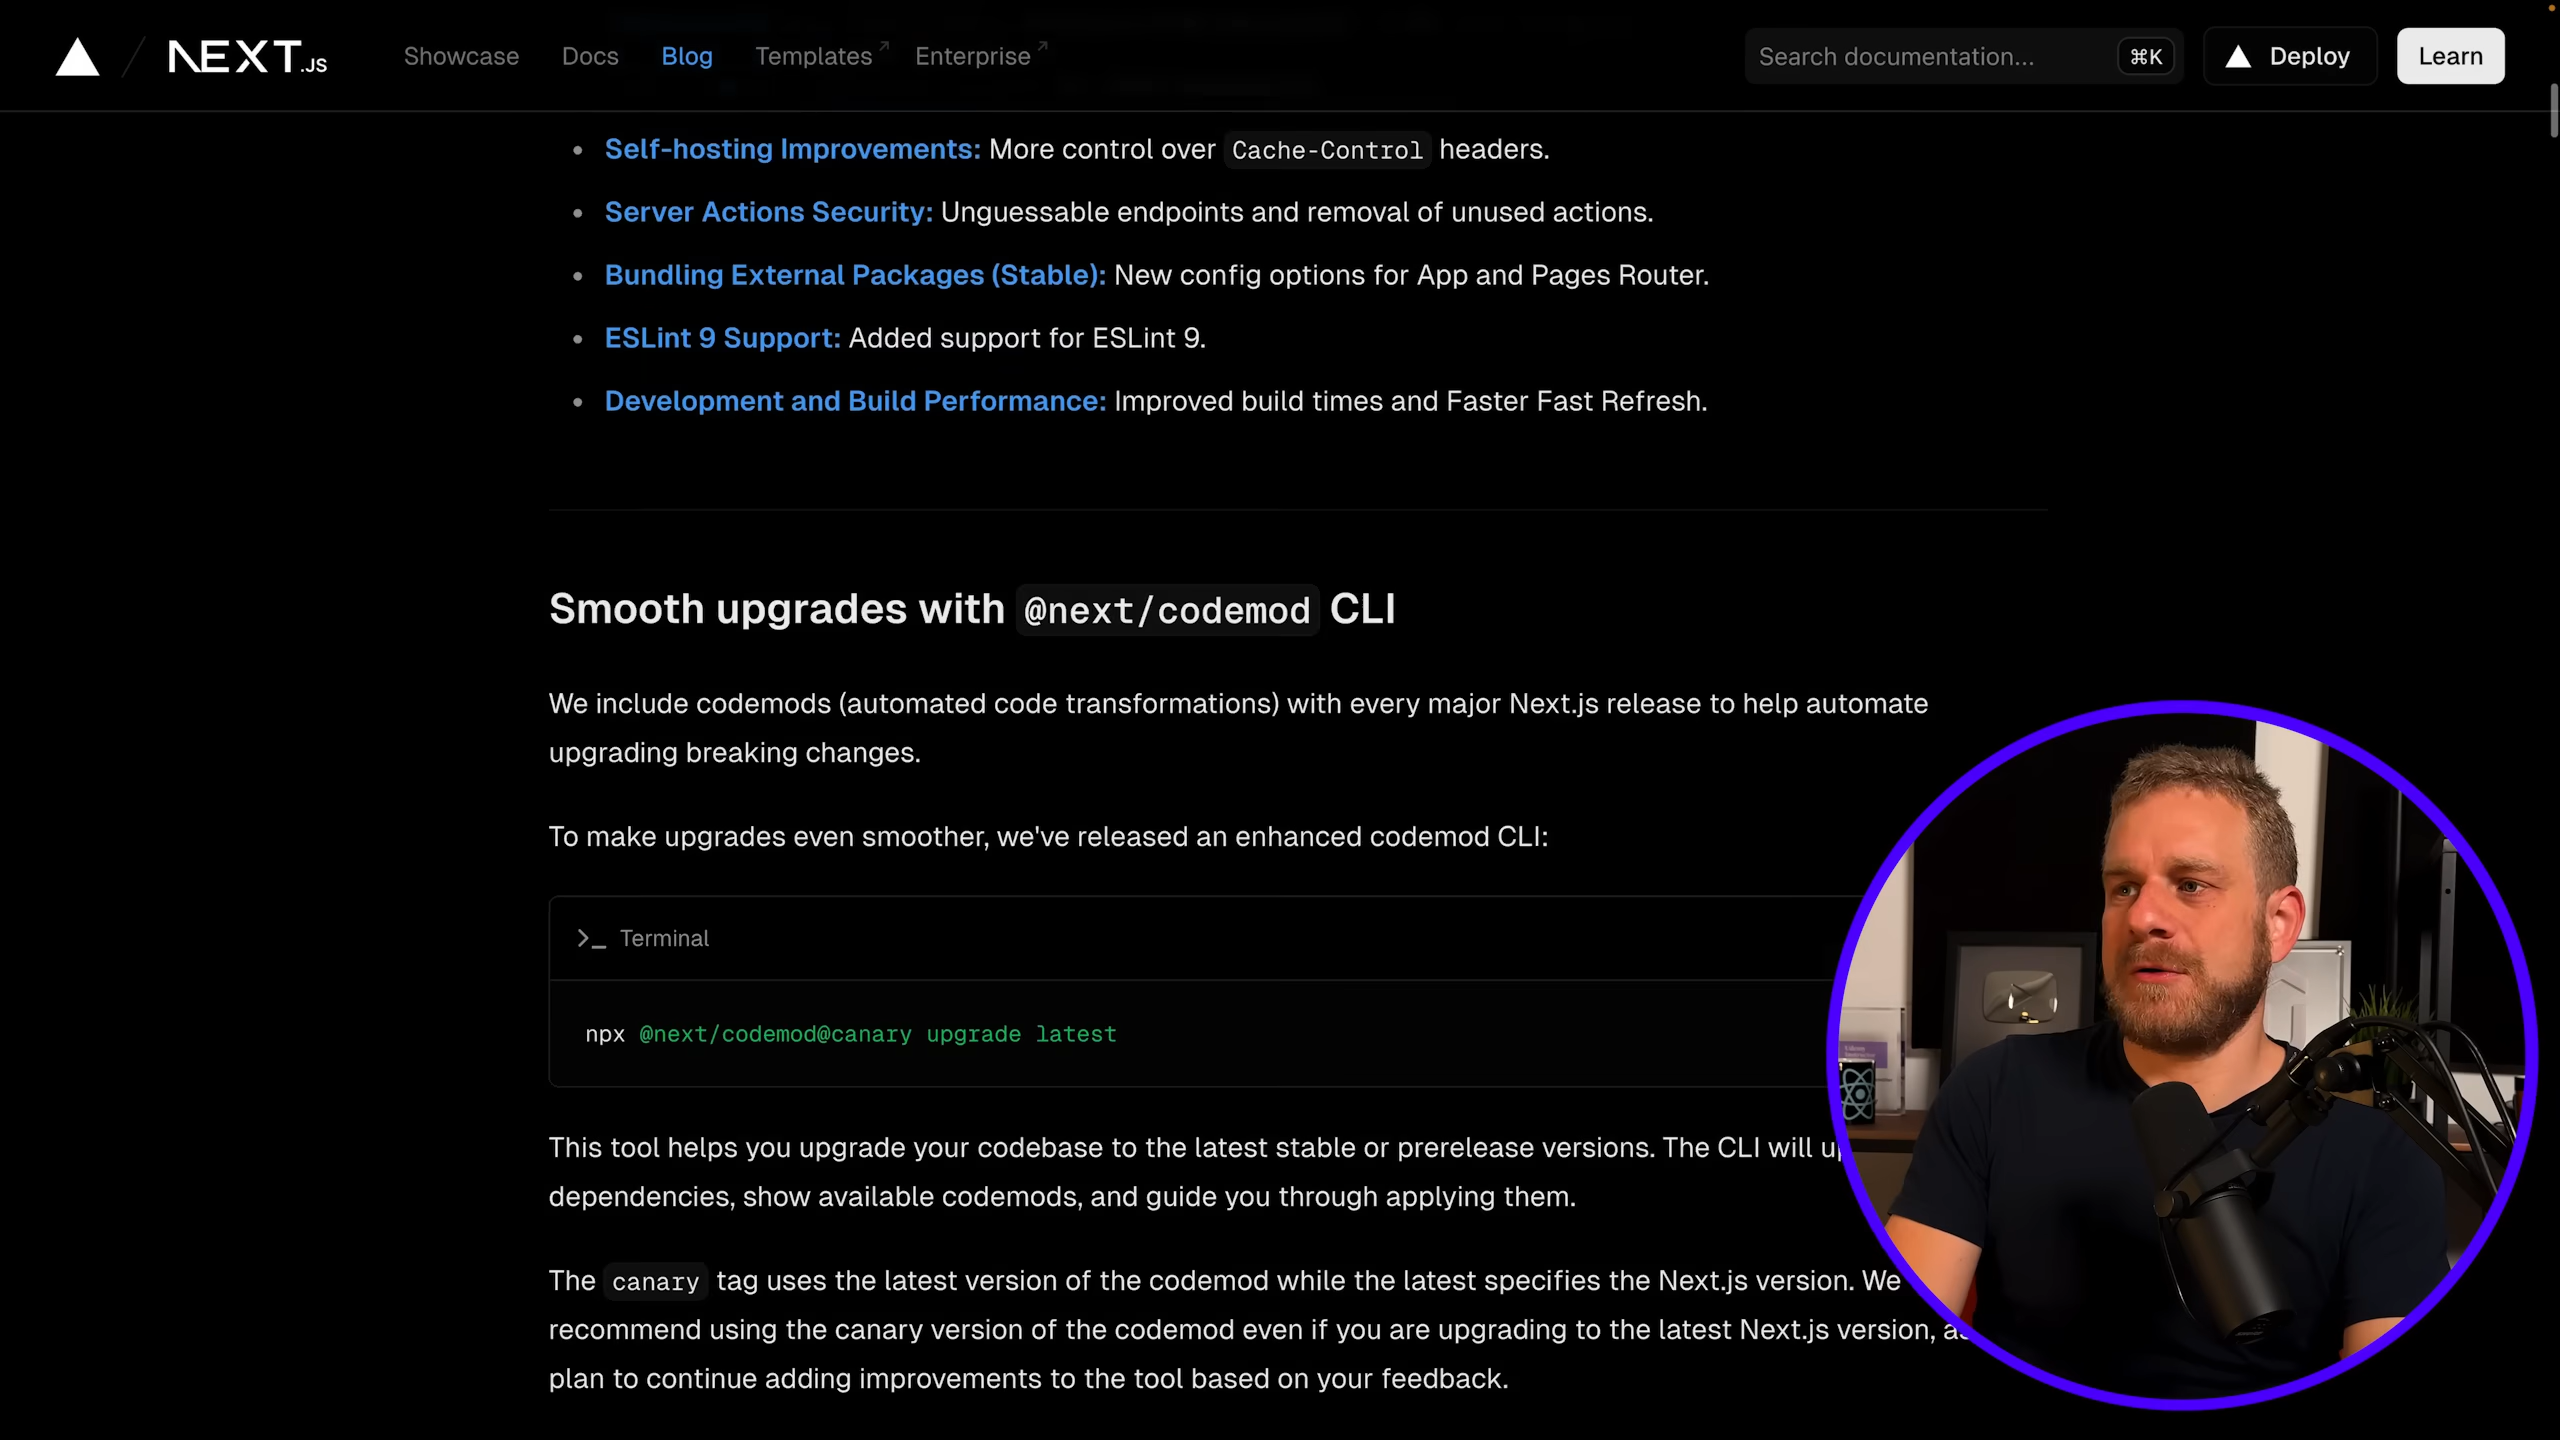 NEXT.JS Showcase Docs Blog Templates Enterprise Search documentation... ⌘K Deploy Learn
Self-hosting Improvements: More control over Cache-Control headers.
Server Actions Security: Unguessable endpoints and removal of unused actions.
Bundling External Packages (Stable): New config options for App and Pages Router.
ESLint 9 Support: Added support for ESLint 9.
Development and Build Performance: Improved build times and Faster Fast Refresh.
Smooth upgrades with @next/codemod CLI
We include codemods (automated code transformations) with every major Next.js release to help automate
upgrading breaking changes.
To make upgrades even smoother, we've released an enhanced codemod CLI:
>_ Terminal
npx @next/codemod@canary upgrade latest
This tool helps you upgrade your codebase to the latest stable or prerelease versions. The CLI will
dependencies, show available codemods, and guide you through applying them.
The canary tag uses the latest version of the codemod while the latest specifies the Next.js version. We
recommend using the canary version of the codemod even if you are upgrading to the latest Next.js version,
plan to continue adding improvements to the tool based on your feedback.